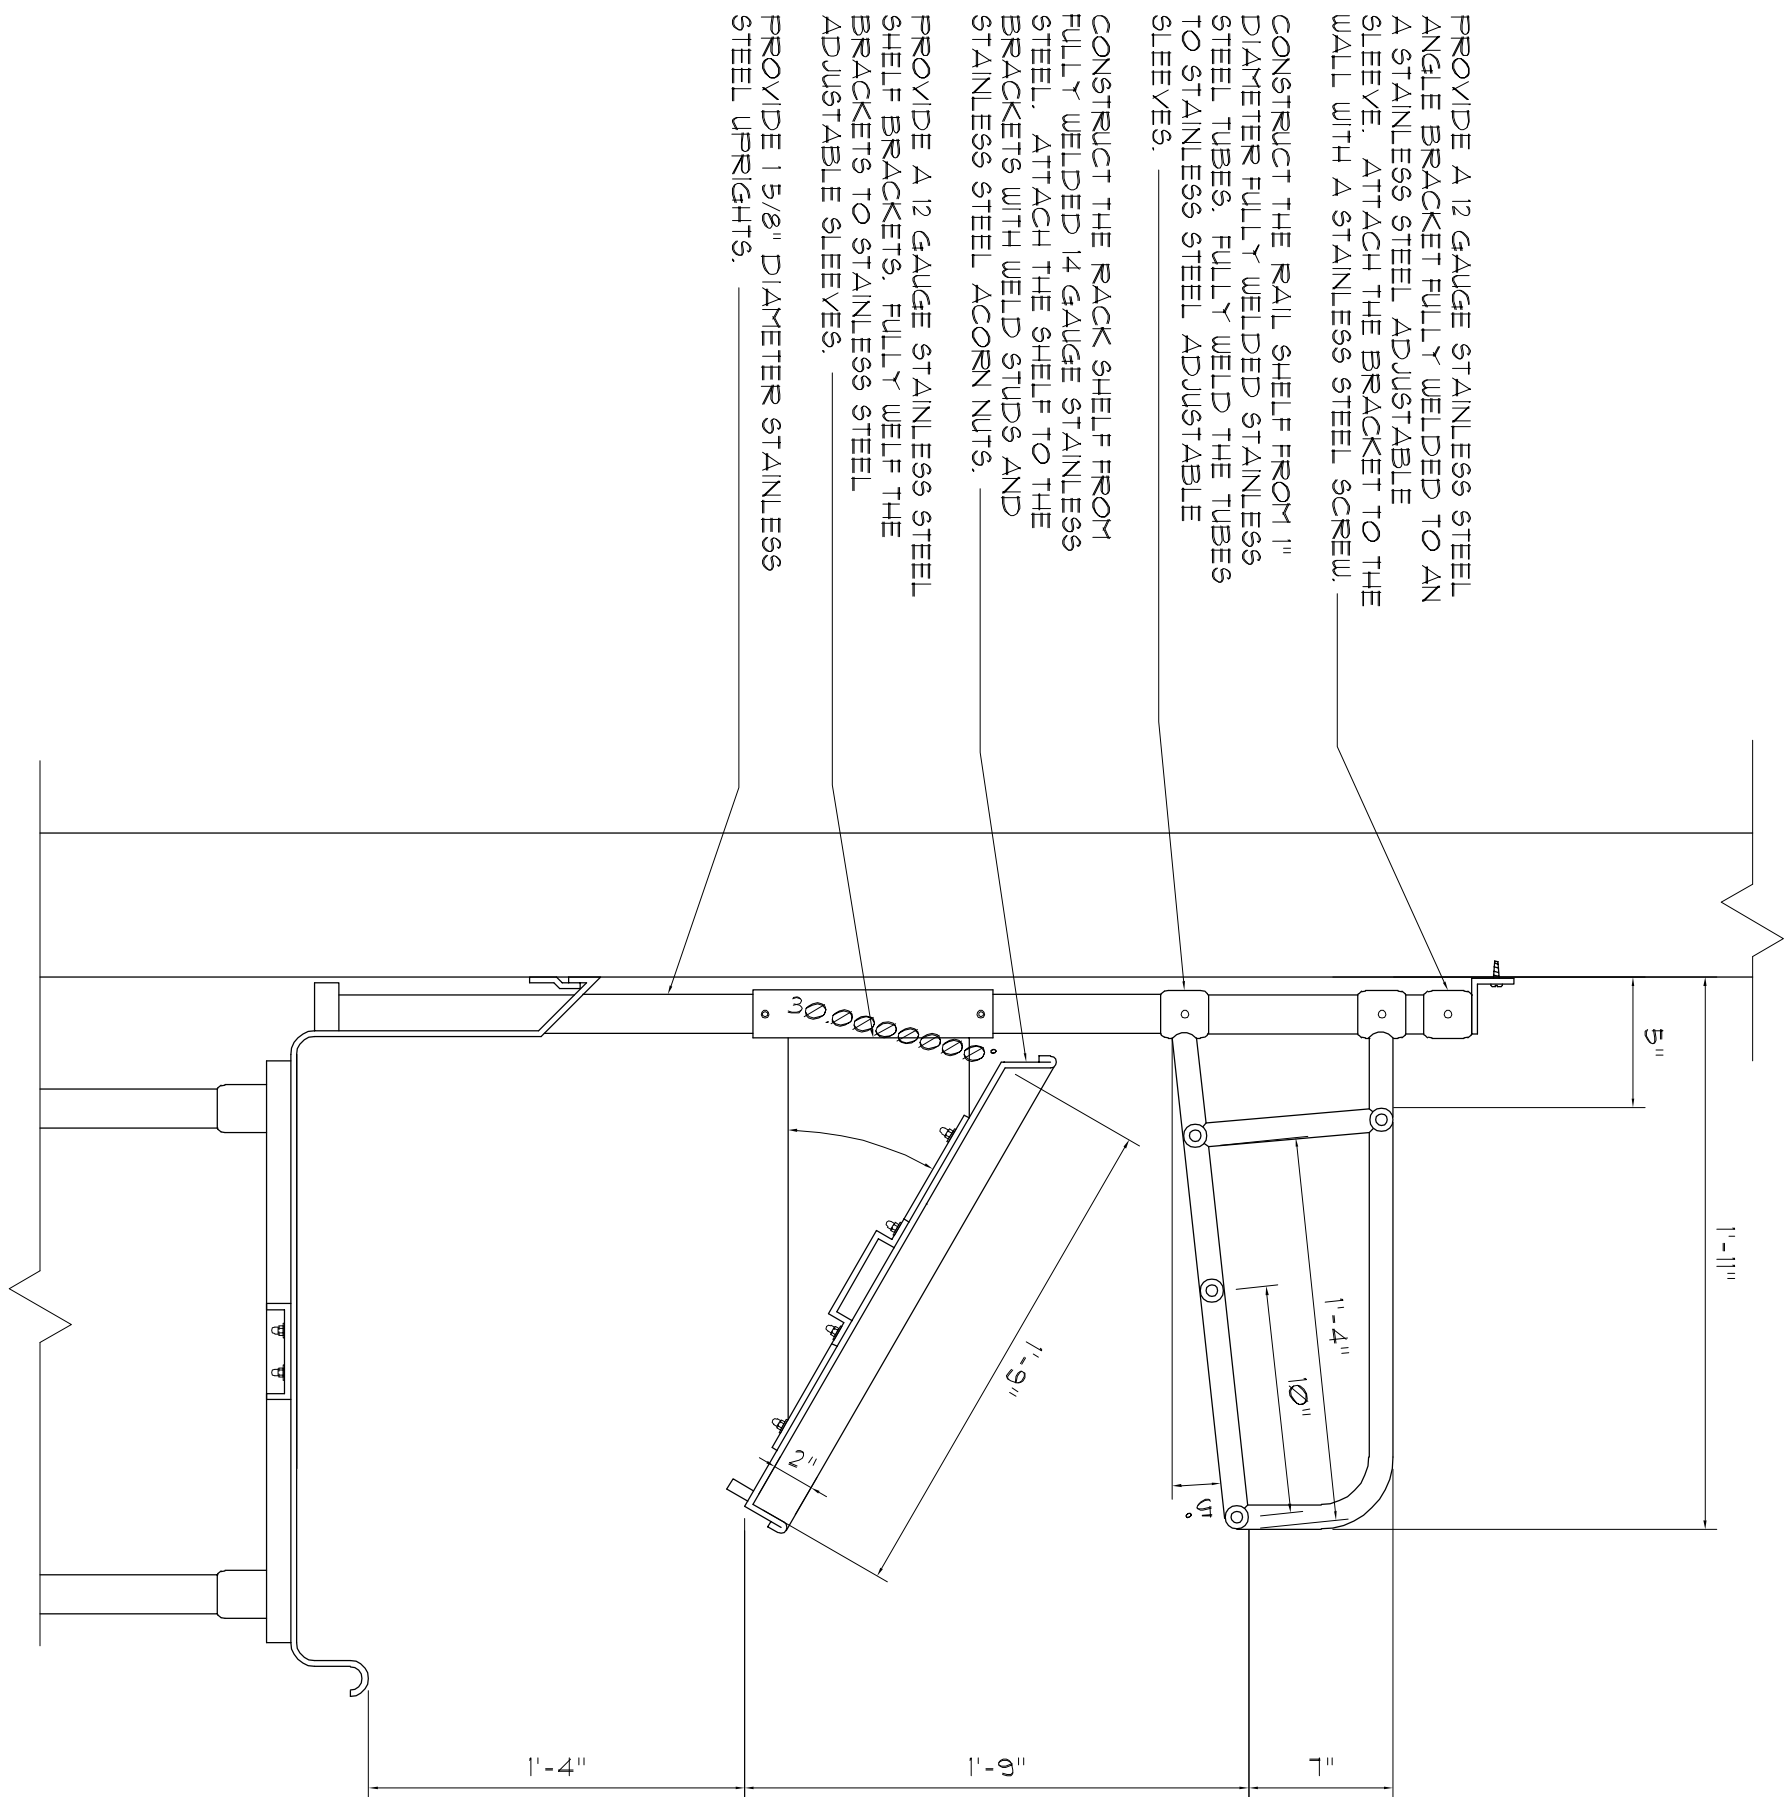 PROVIDE A 12 GAUGE STAINLESS STEEL
ANGLE BRACKET FULLY WELDED TO AN
A STAINLESS STEEL ADJUSTABLE
SLEEVE. ATTACH THE BRACKET TO THE
WALL WITH A STAINLESS STEEL SCREW.
CONSTRUCT THE RAIL SHELF FROM 1"
DIAMETER FULLY WELDED STAINLESS
STEEL TUBES. FULLY WELD THE TUBES
TO STAINLESS STEEL ADJUSTABLE
SLEEVES.
CONSTRUCT THE RACK SHELF FROM
FULLY WELDED 14 GAUGE STAINLESS
STEEL. ATTACH THE SHELF TO THE
BRACKETS WITH WELD STUDS AND
STAINLESS STEEL ACORN NUTS.
PROVIDE A 12 GAUGE STAINLESS STEEL
SHELF BRACKETS. FULLY WELF THE
BRACKETS TO STAINLESS STEEL
ADJUSTABLE SLEEVES.
PROVIDE 1 5/8" DIAMETER STAINLESS
STEEL UPRIGHTS.
1'-11"
5"
1'-4"
10"
5°
30.0000000°
1'-9"
2"
7"
1'-9"
1'-4"